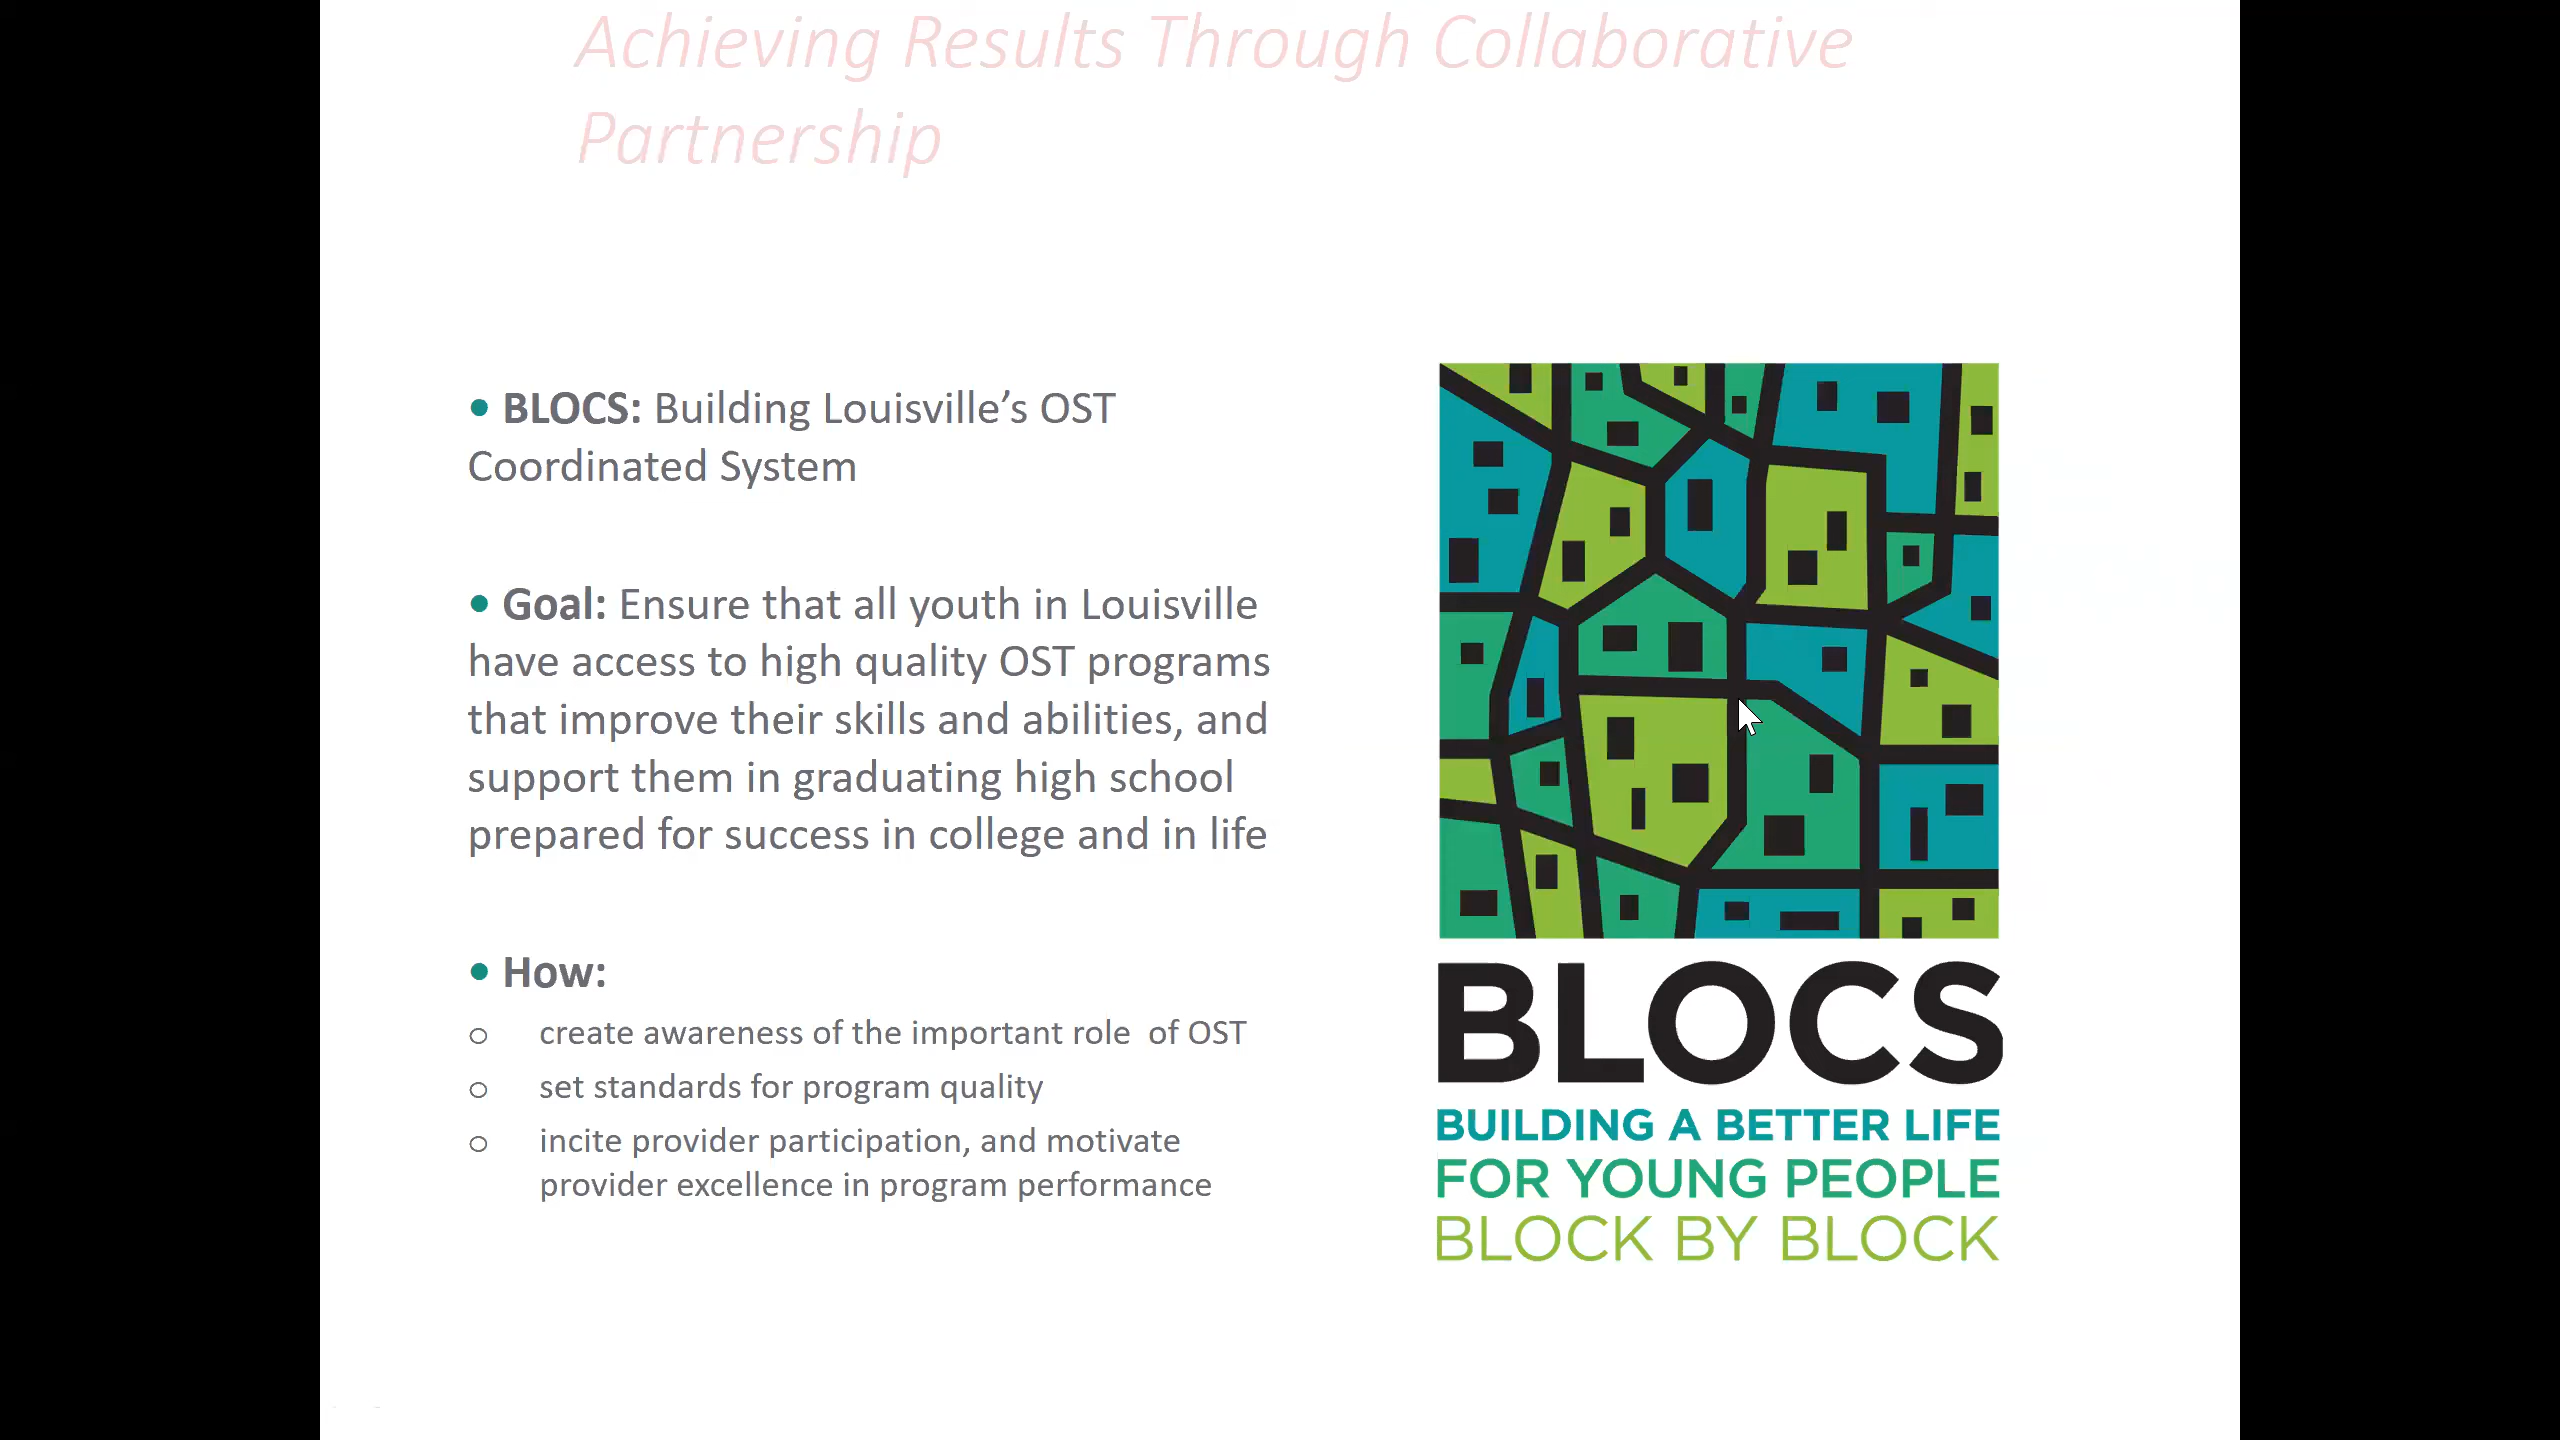 Achieving Results Through Collaborative
Partnership
• BLOCS: Building Louisville’s OST
Coordinated System
• Goal: Ensure that all youth in Louisville
have access to high quality OST programs
that improve their skills and abilities, and
support them in graduating high school
prepared for success in college and in life
• How:
o create awareness of the important role  of OST
o set standards for program quality
o incite provider participation, and motivate
provider excellence in program performance
BLOCS
BUILDING A BETTER LIFE
FOR YOUNG PEOPLE
BLOCK BY BLOCK